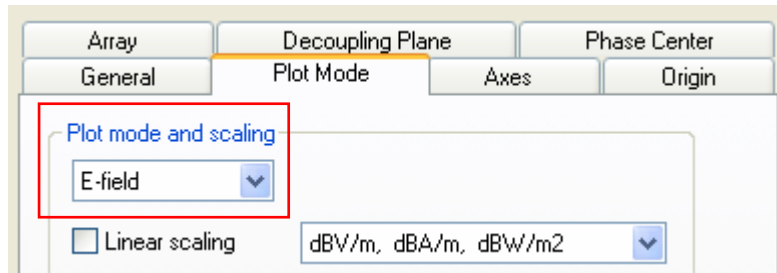 Array Decoupling Plane Phase Center
General Plot Mode Axes Origin
Plot mode and scaling
E-field
Linear scaling dBV/m, dBA/m, dBW/m2